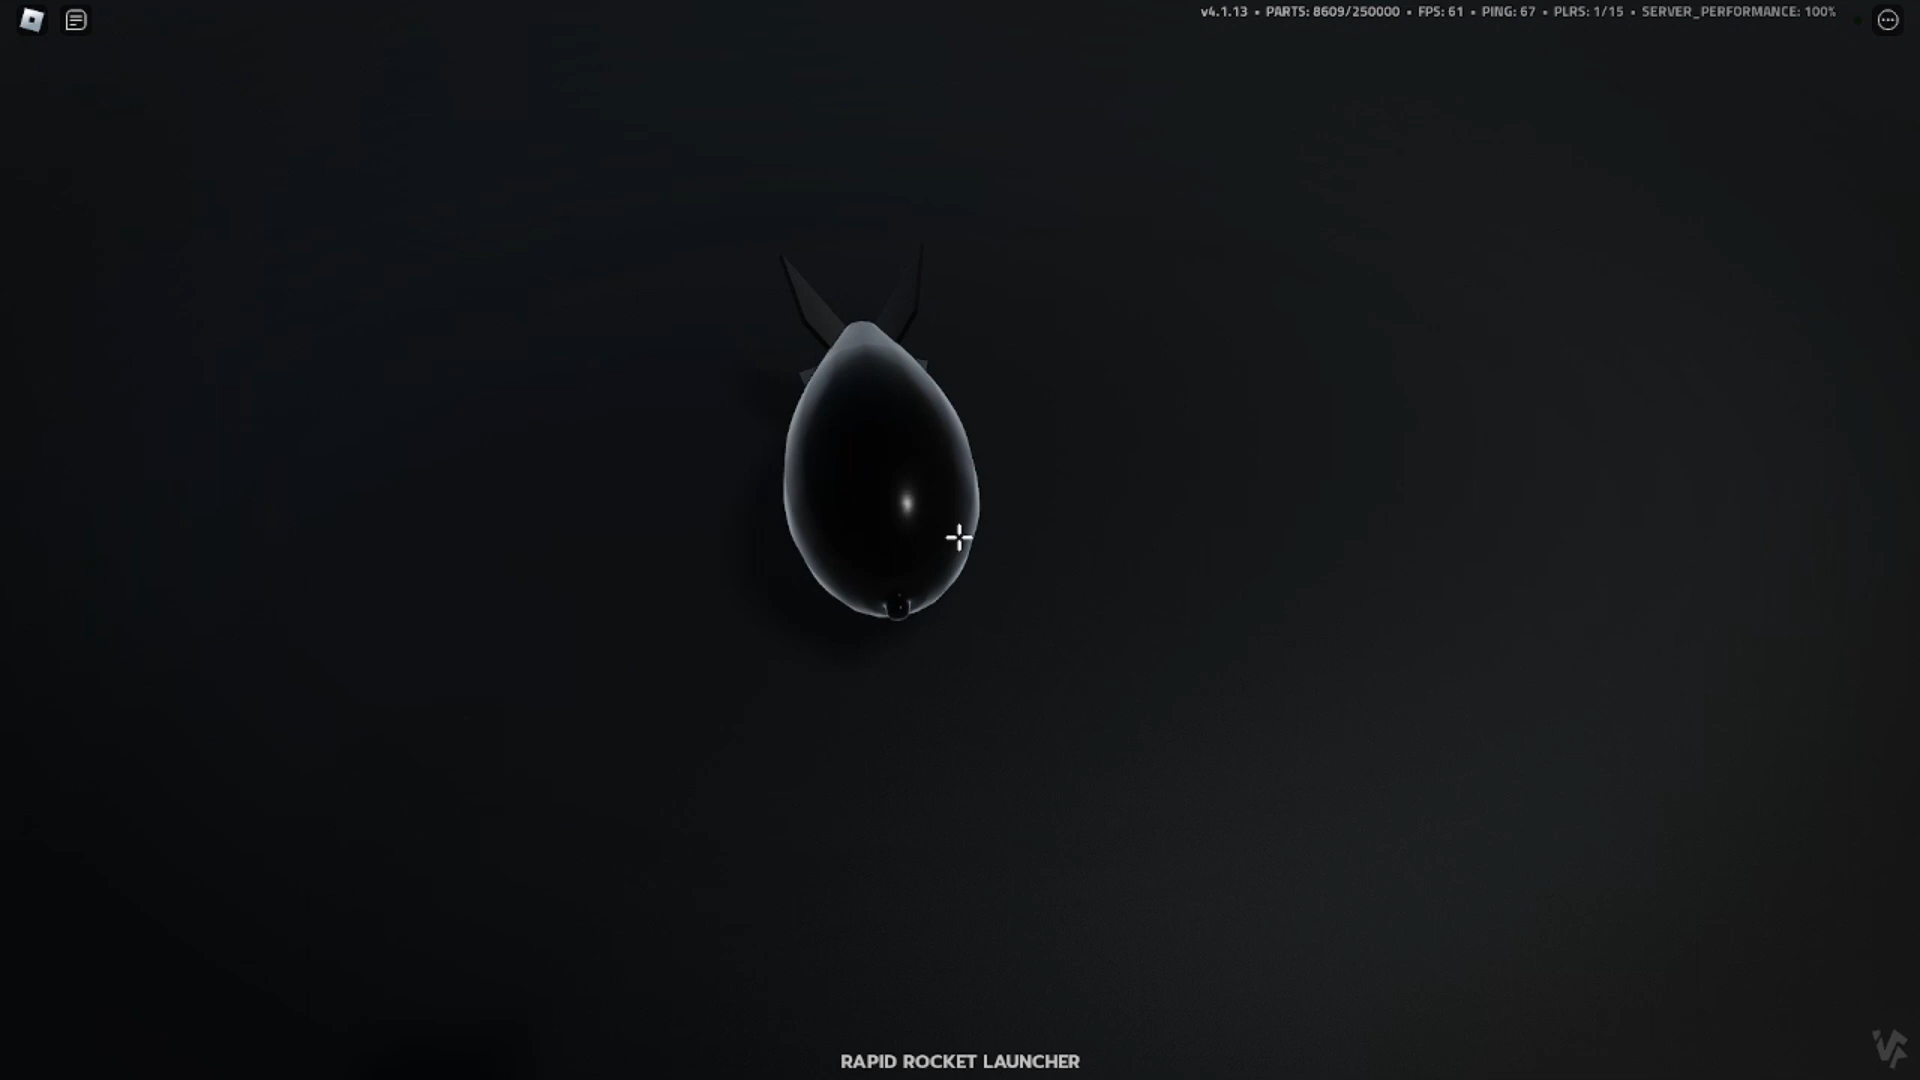 v4.1.13 • PARTS: 8609/250000 • FPS: 61 • PING: 67 • PLRS: 1/15 • SERVER_PERFORMANCE: 100%
RAPID ROCKET LAUNCHER